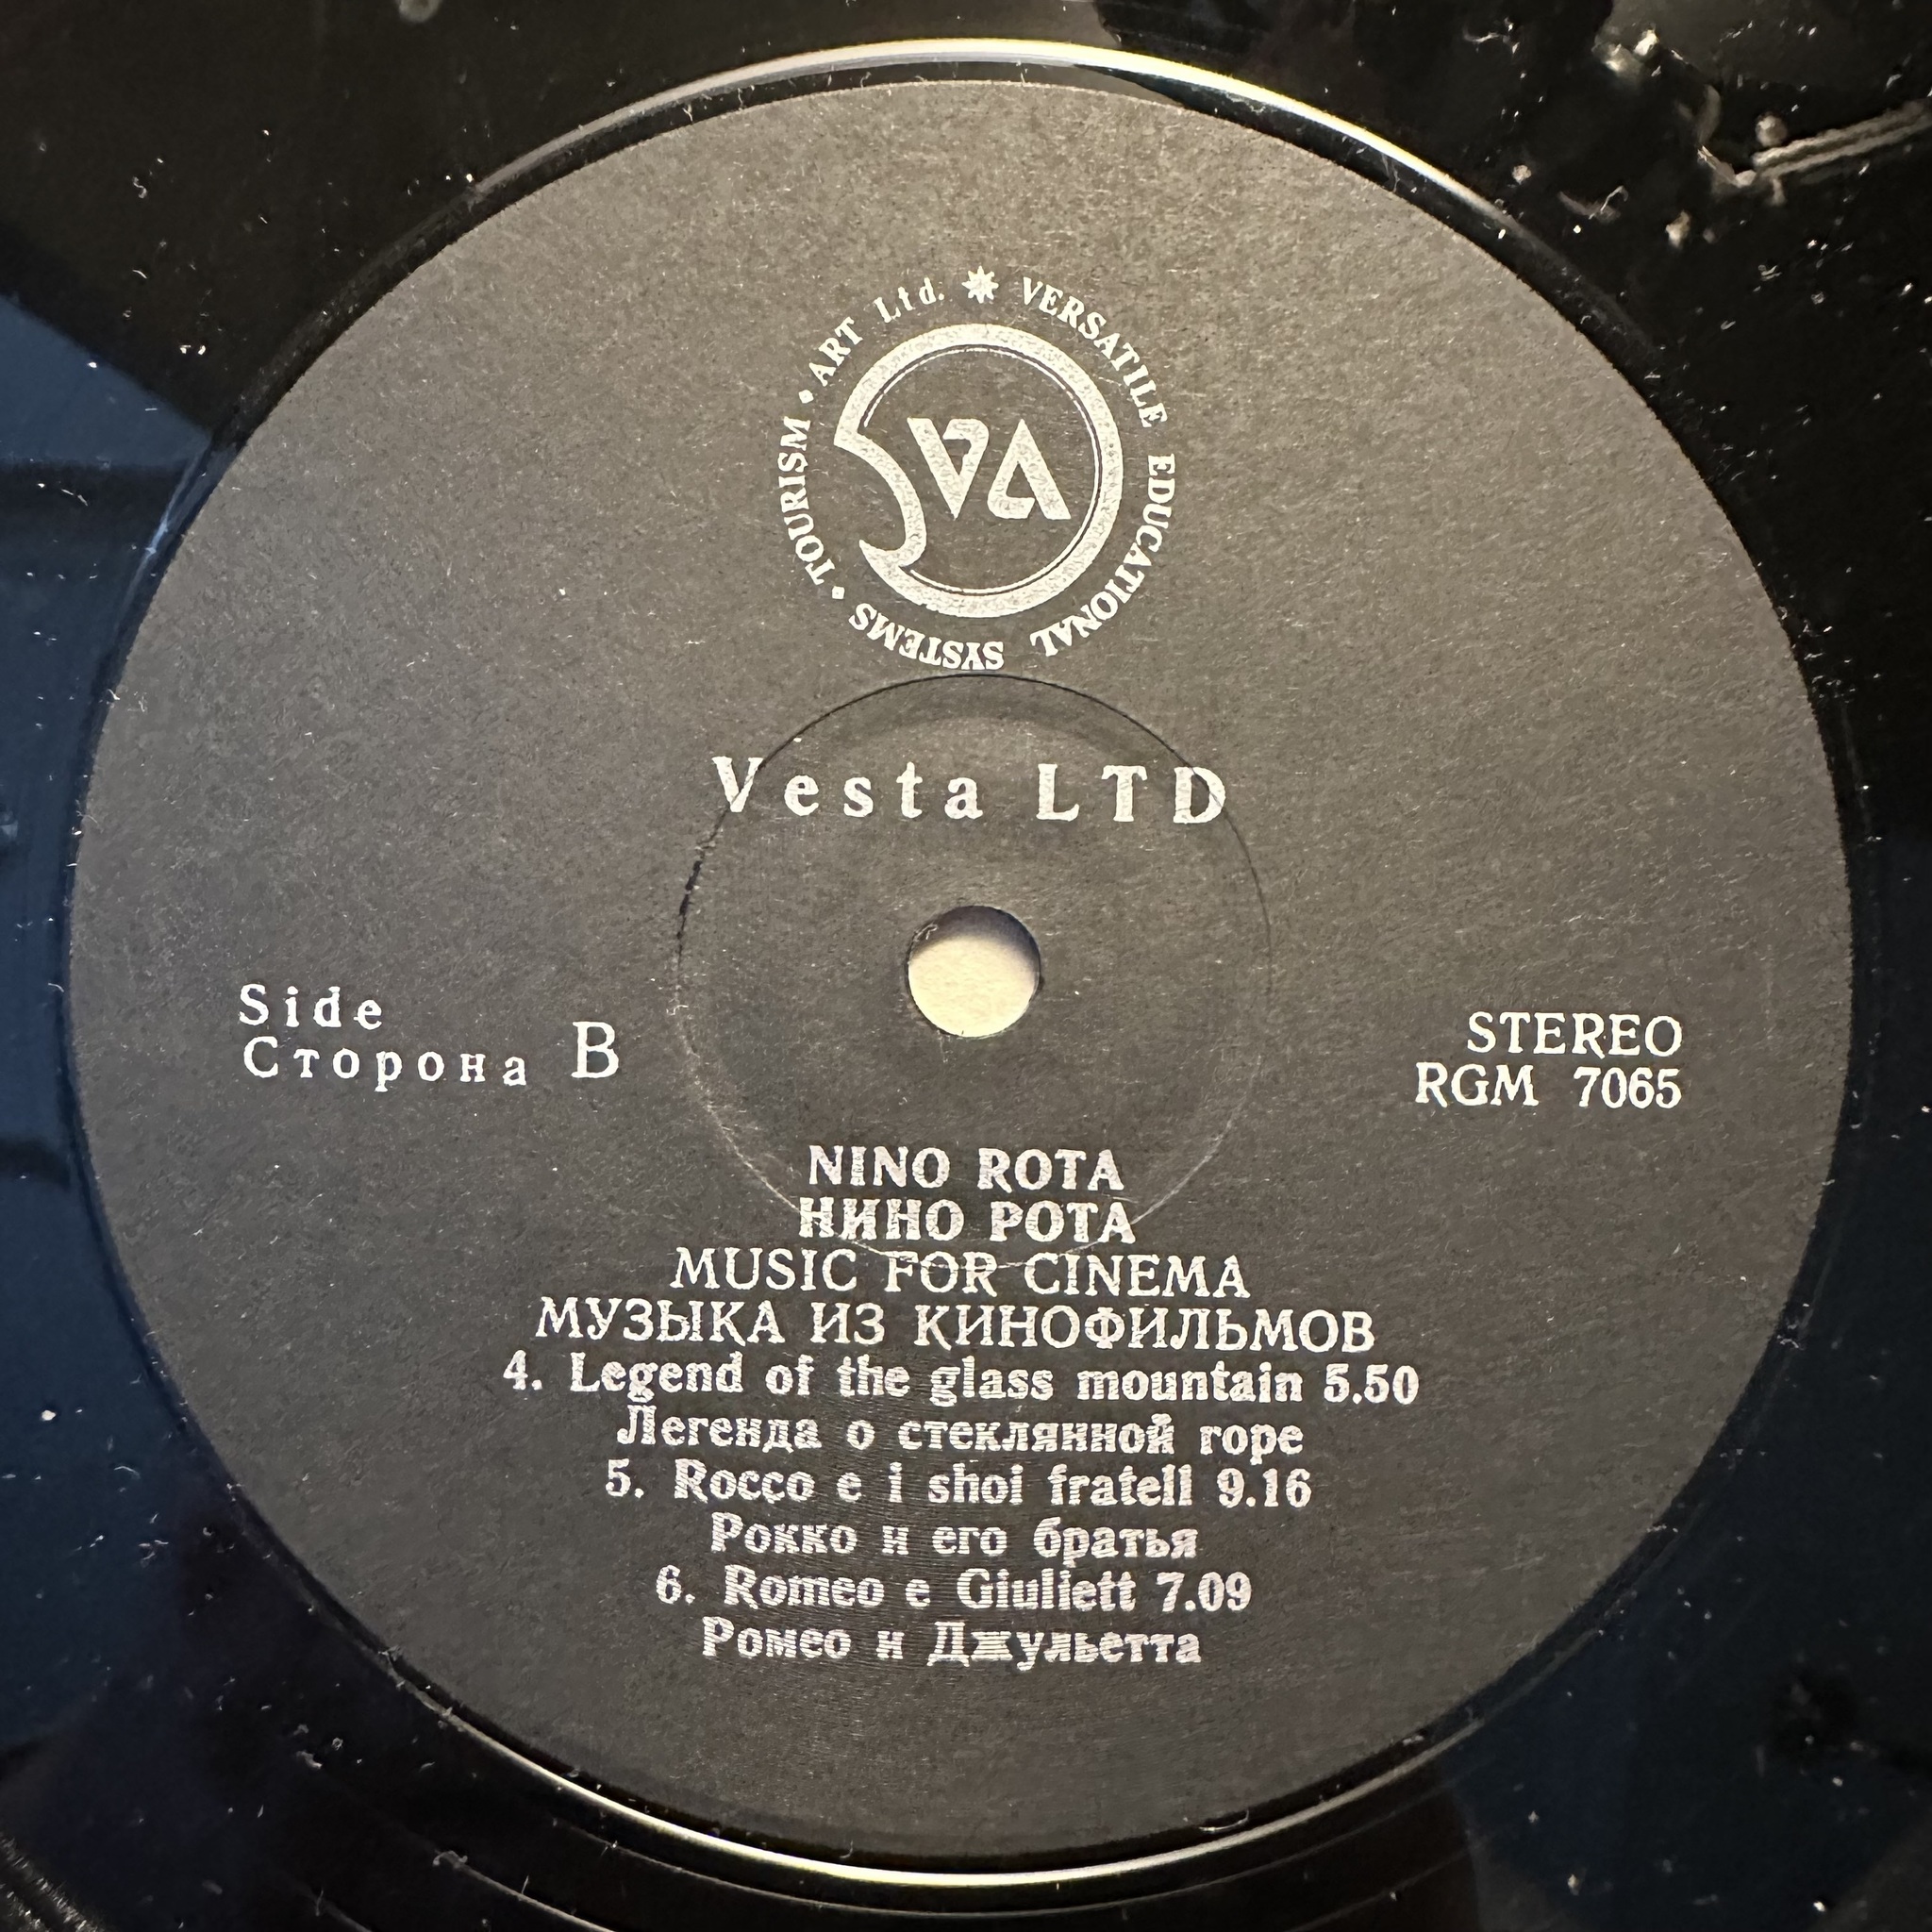 VERSATILE EDUCATIONAL SYSTEMS • TOURISM • ART Ltd.
SVA
Vesta LTD
Side
Сторона B
STEREO
RGM 7065
NINO ROTA
НИНО РОТА
MUSIC FOR CINEMA
МУЗЫКА ИЗ КИНОФИЛЬМОВ
4. Legend of the glass mountain 5.50
Легенда о стеклянной горе
5. Rocco e i shoi fratell 9.16
Рокко и его братья
6. Romeo e Giuliett 7.09
Ромео и Джульетта